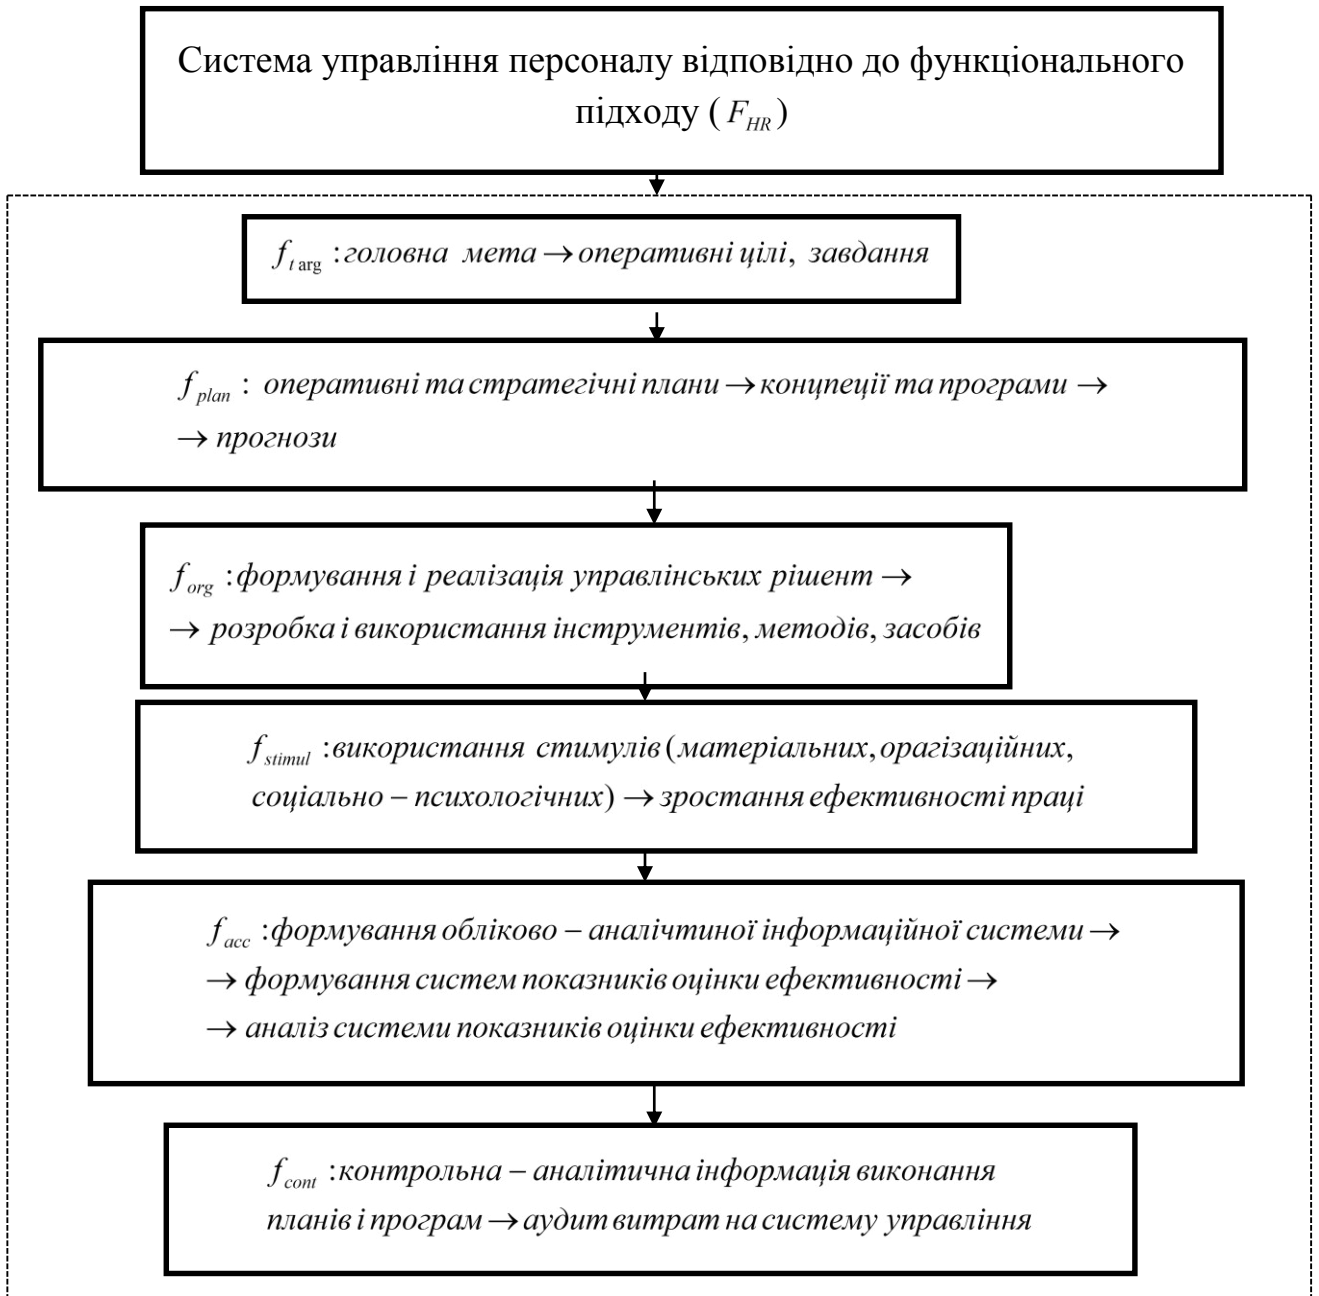 Система управління персоналу відповідно до функціонального
підходу ( F_HR )
f_t arg : головна мета → оперативні цілі, завдання
f_plan : оперативні та стратегічні плани → конпцеції та програми →
→ прогнози
f_org : формування і реалізація управлінських рішент →
→ розробка і використання інструментів, методів, засобів
f_stimul : використання стимулів (матеріальних, орагізаційних,
соціально – психологічних) → зростання ефективності праці
f_acc : формування обліково – аналічтиної інформаційної системи →
→ формування систем показників оцінки ефективності →
→ аналіз системи показників оцінки ефективності
f_cont : контрольна – аналітична інформація виконання
планів і програм → аудит витрат на систему управління